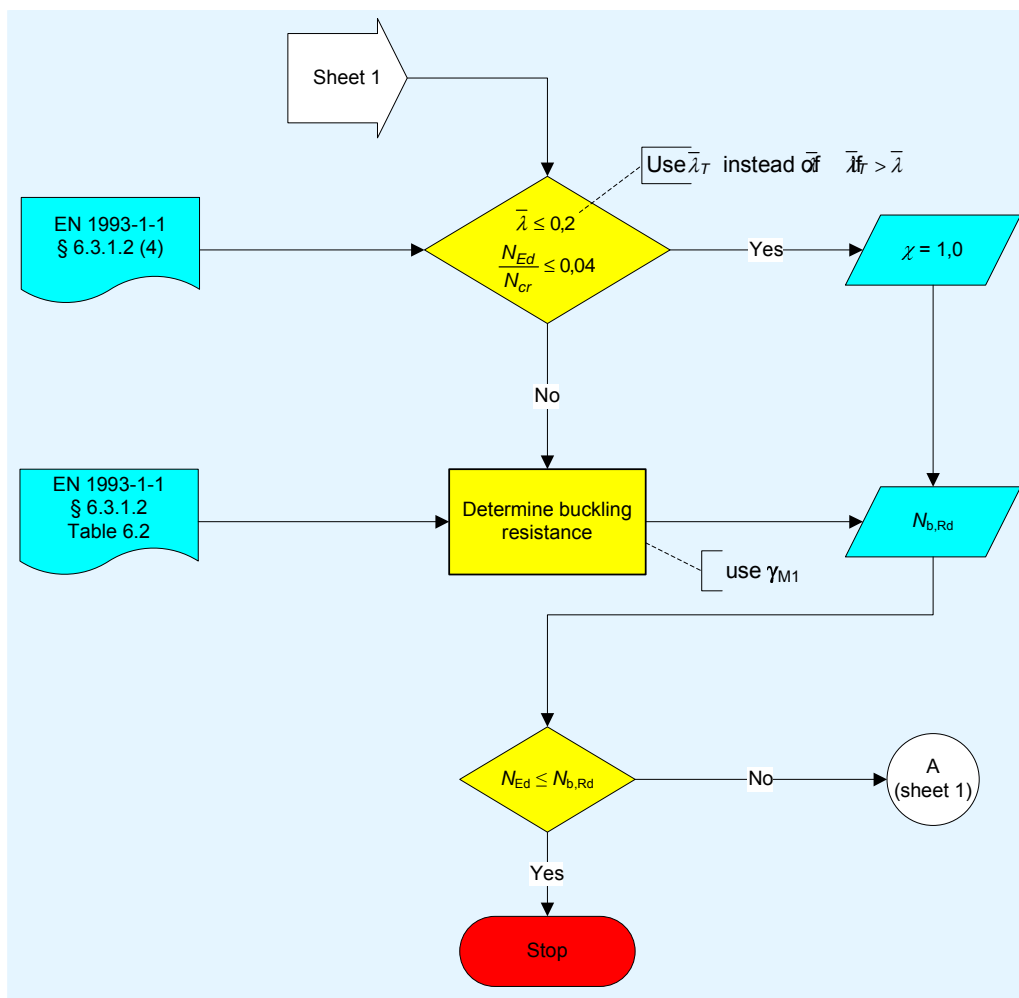 Sheet 1
Use λ̄T instead of λ̄ if λ̄T > λ̄
EN 1993-1-1
§ 6.3.1.2 (4)
λ̄ ≤ 0,2
NEd/Ncr ≤ 0,04
Yes
χ = 1,0
No
EN 1993-1-1
§ 6.3.1.2
Table 6.2
Determine buckling
resistance
Nb,Rd
use γM1
NEd ≤ Nb,Rd
No
A
(sheet 1)
Yes
Stop